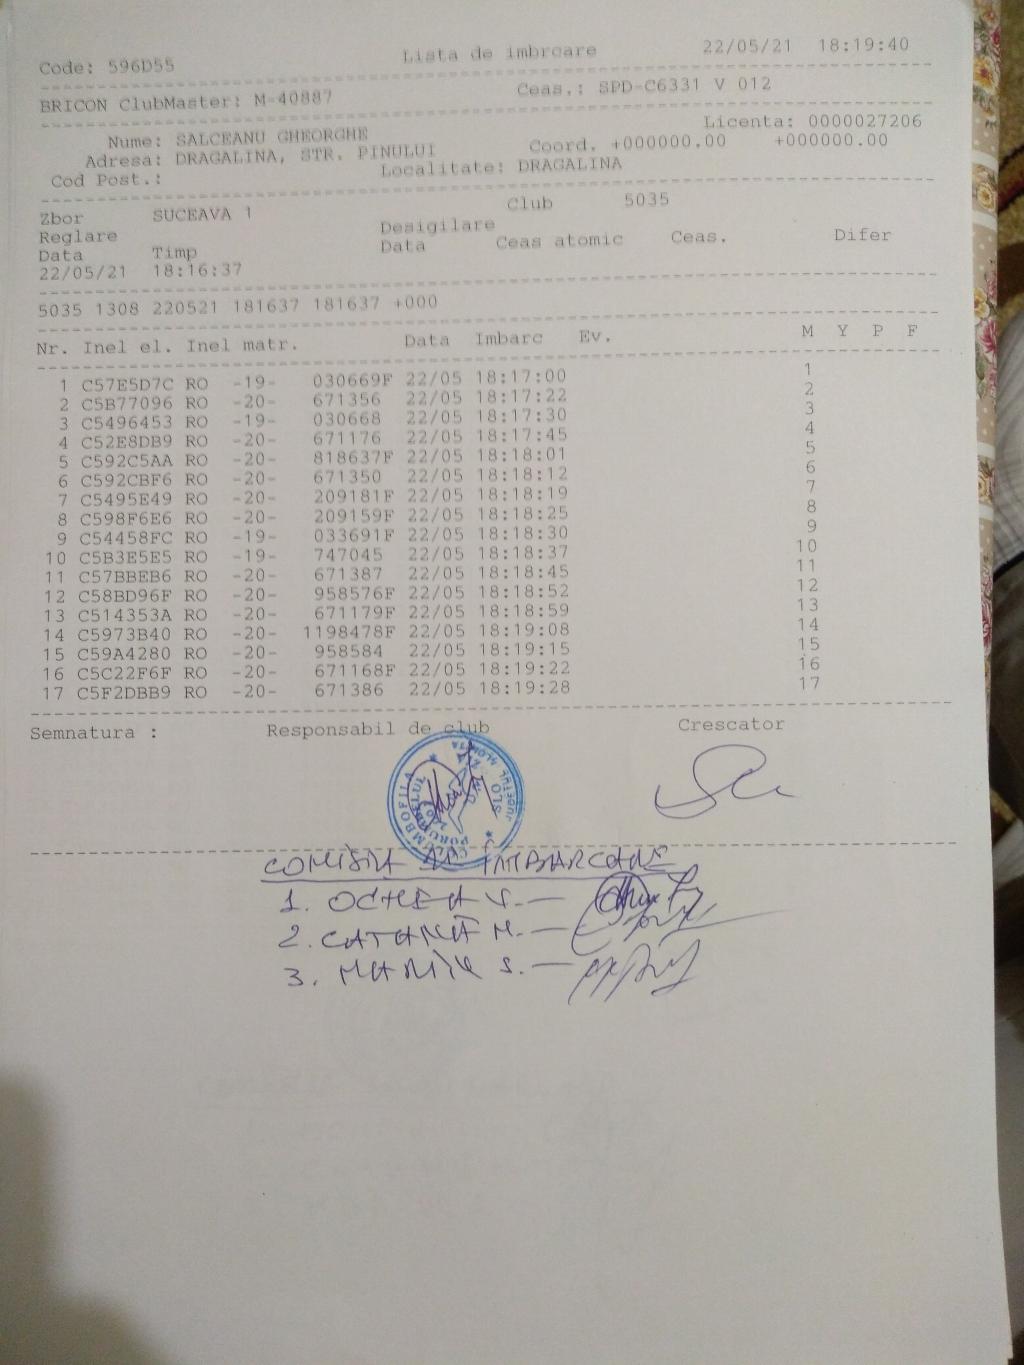 Code: 596D55 Lista de imbrcare 22/05/21 18:19:40
BRICON ClubMaster: M-40887 Ceas.: SPD-C6331 V 012
Nume: SALCEANU GHEORGHE Licenta: 0000027206
Adresa: DRAGALINA, STR. PINULUI Coord. +000000.00 +000000.00
Cod Post.: Localitate: DRAGALINA
Zbor SUCEAVA 1 Club 5035
Reglare Desigilare
Data Timp Data Ceas atomic Ceas. Difer
22/05/21 18:16:37
5035 1308 220521 181637 181637 +000
Nr. Inel el. Inel matr. Data Imbarc Ev. M Y P F
1 C57E5D7C RO -19- 030669F 22/05 18:17:00 1
2 C5B77096 RO -20- 671356 22/05 18:17:22 2
3 C5496453 RO -19- 030668 22/05 18:17:30 3
4 C52E8DB9 RO -20- 671176 22/05 18:17:45 4
5 C592C5AA RO -20- 818637F 22/05 18:18:01 5
6 C592CBF6 RO -20- 671350 22/05 18:18:12 6
7 C5495E49 RO -20- 209181F 22/05 18:18:19 7
8 C598F6E6 RO -20- 209159F 22/05 18:18:25 8
9 C54458FC RO -19- 033691F 22/05 18:18:30 9
10 C5B3E5E5 RO -19- 747045 22/05 18:18:37 10
11 C57BBEB6 RO -20- 671387 22/05 18:18:45 11
12 C58BD96F RO -20- 958576F 22/05 18:18:52 12
13 C514353A RO -20- 671179F 22/05 18:18:59 13
14 C5973B40 RO -20- 1198478F 22/05 18:19:08 14
15 C59A4280 RO -20- 958584 22/05 18:19:15 15
16 C5C22F6F RO -20- 671168F 22/05 18:19:22 16
17 C5F2DBB9 RO -20- 671386 22/05 18:19:28 17
Semnatura : Responsabil de club Crescator
COMISIA DE ÎMBARCARE
1. OCHEA S. —
2. CATANĂ M. —
3. MARIN S. —